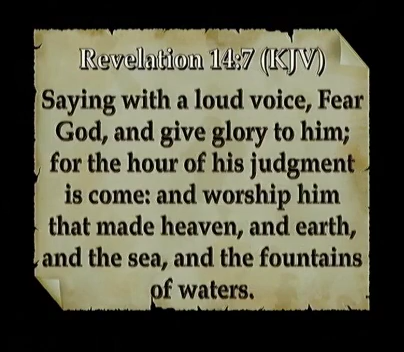 Revelation 14:7 (KJV)
Saying with a loud voice, Fear
God, and give glory to him;
for the hour of his judgment
is come: and worship him
that made heaven, and earth,
and the sea, and the fountains
of waters.